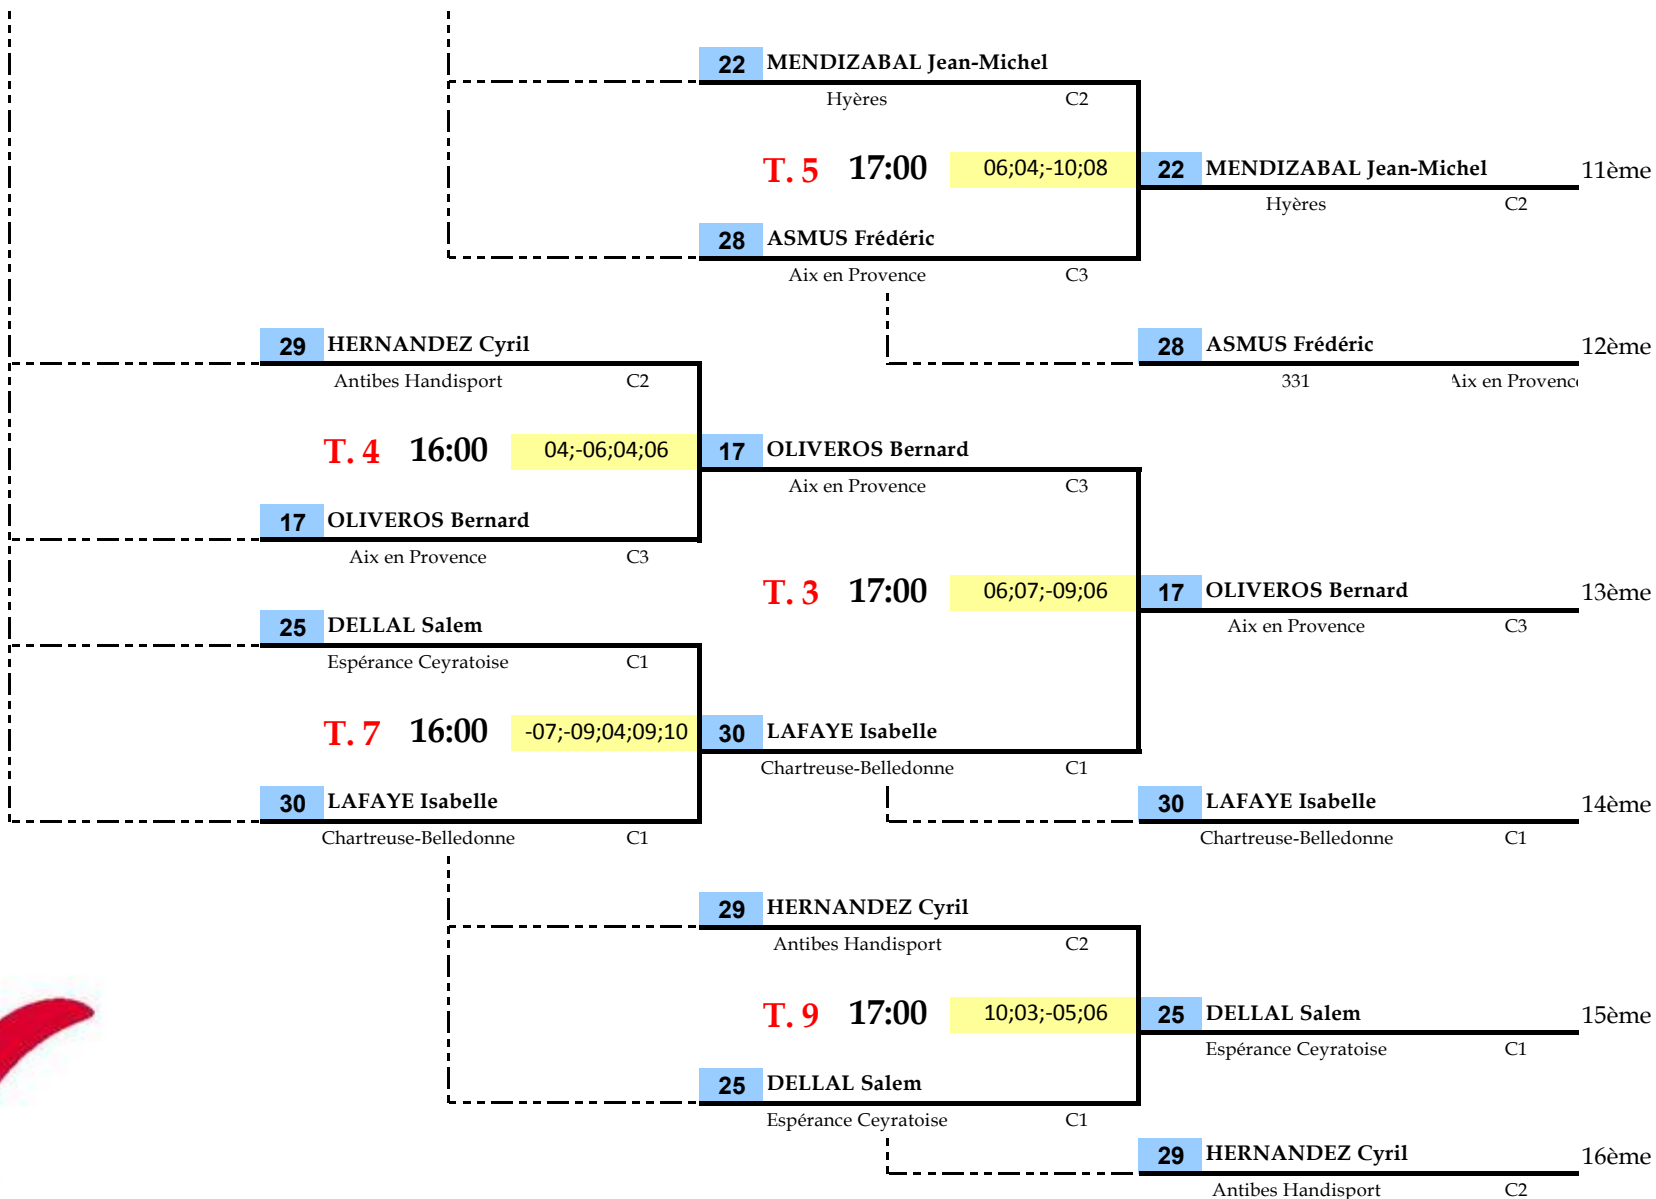 22 MENDIZABAL Jean-Michel
Hyères C2
T. 5 17:00 06;04;-10;08 22 MENDIZABAL Jean-Michel 11ème
Hyères C2
28 ASMUS Frédéric
Aix en Provence C3
29 HERNANDEZ Cyril 28 ASMUS Frédéric 12ème
Antibes Handisport C2 331 Aix en Provence
T. 4 16:00 04;-06;04;06 17 OLIVEROS Bernard
Aix en Provence C3
17 OLIVEROS Bernard
Aix en Provence C3
T. 3 17:00 06;07;-09;06 17 OLIVEROS Bernard 13ème
25 DELLAL Salem Aix en Provence C3
Espérance Ceyratoise C1
T. 7 16:00 -07;-09;04;09;10 30 LAFAYE Isabelle
Chartreuse-Belledonne C1
30 LAFAYE Isabelle 30 LAFAYE Isabelle 14ème
Chartreuse-Belledonne C1 Chartreuse-Belledonne C1
29 HERNANDEZ Cyril
Antibes Handisport C2
T. 9 17:00 10;03;-05;06 25 DELLAL Salem 15ème
Espérance Ceyratoise C1
25 DELLAL Salem
Espérance Ceyratoise C1
29 HERNANDEZ Cyril 16ème
Antibes Handisport C2